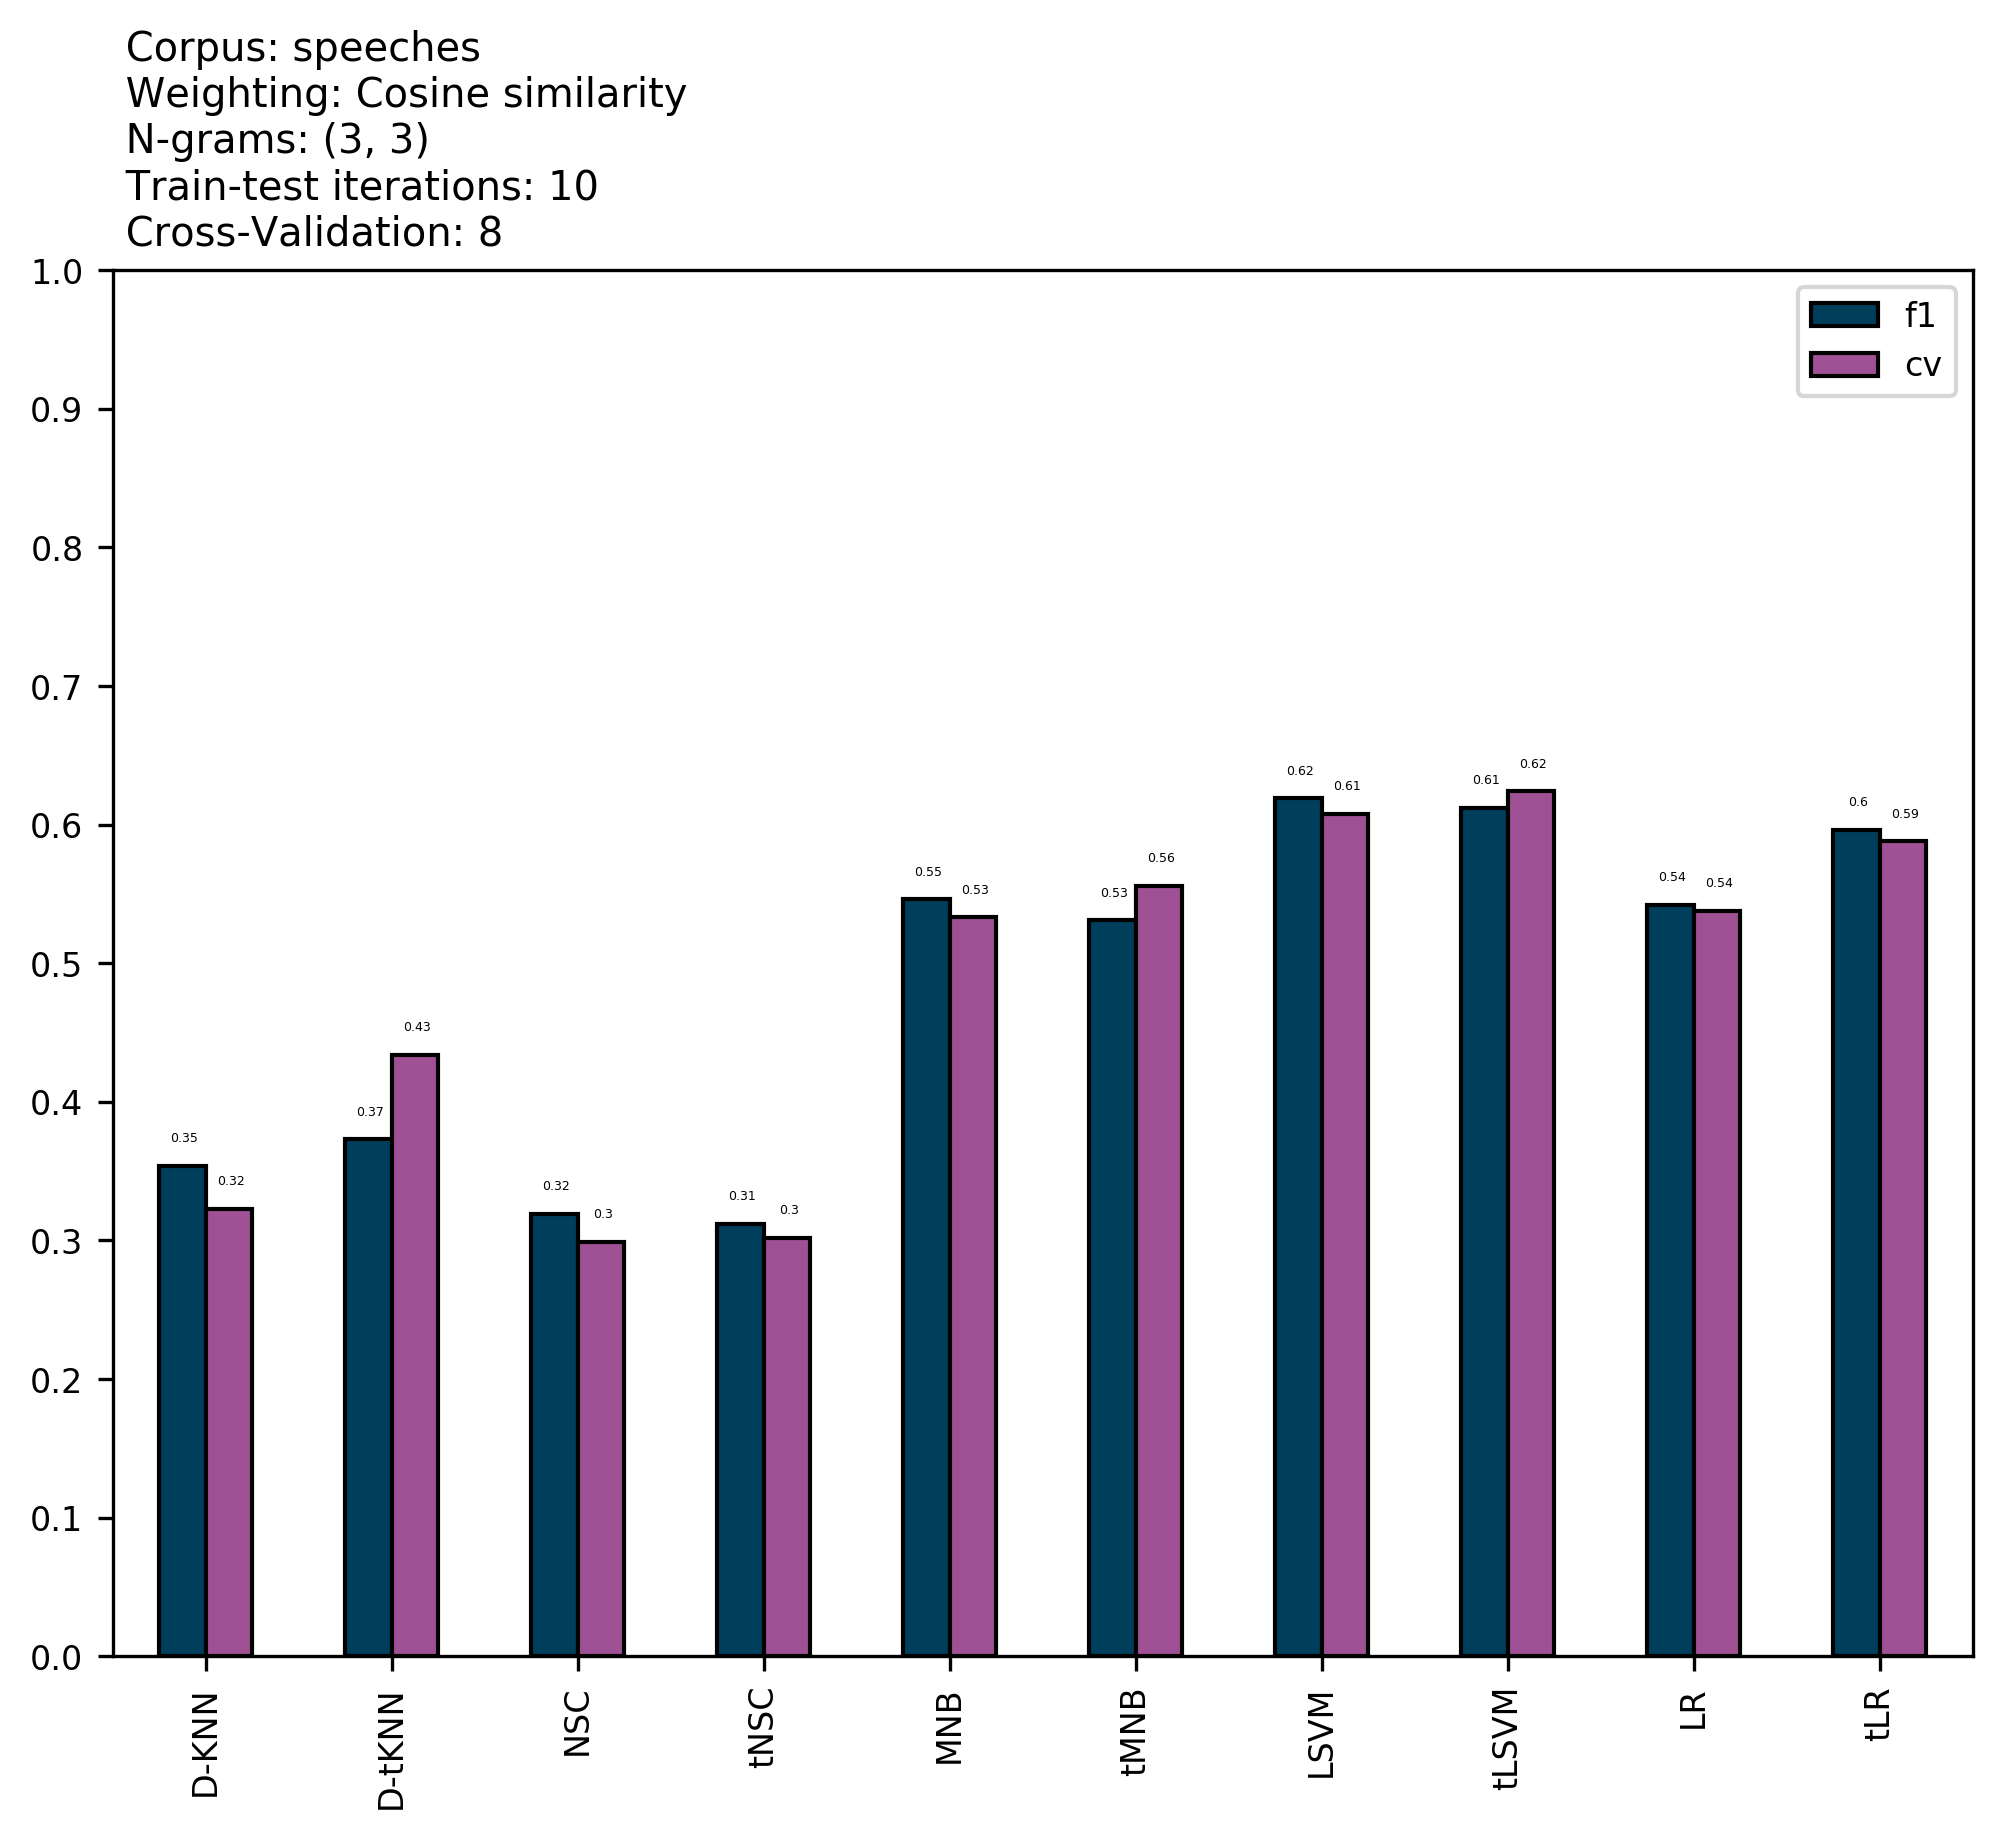 Corpus: speeches
Weighting: Cosine similarity
N-grams: (3, 3)
Train-test iterations: 10
Cross-Validation: 8
1.0
0.9
0.8
0.7
0.6
0.5
0.4
0.3
0.2
0.1
0.0
f1
cv
0.35
0.32
0.37
0.43
0.32
0.3
0.31
0.3
0.55
0.53
0.53
0.56
0.62
0.61
0.61
0.62
0.54
0.54
0.6
0.59
D-KNN
D-tKNN
NSC
tNSC
MNB
tMNB
LSVM
tLSVM
LR
tLR